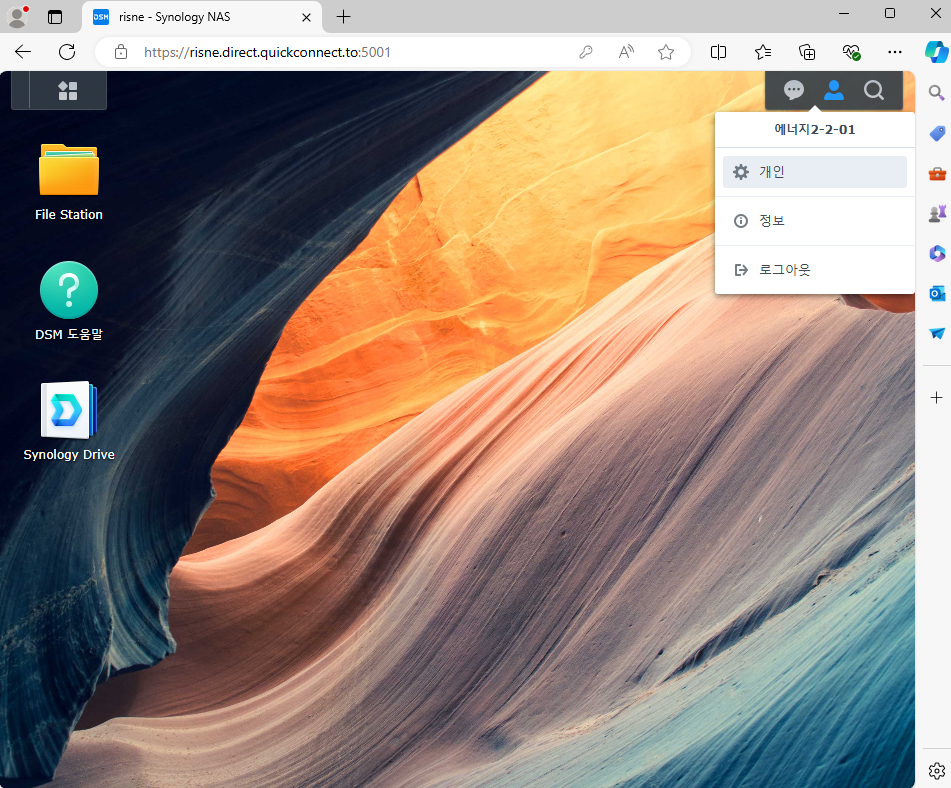 DSM
risne - Synology NAS
https://risne.direct.quickconnect.to:5001
에너지2-2-01
개인
정보
로그아웃
File Station
DSM 도움말
Synology Drive